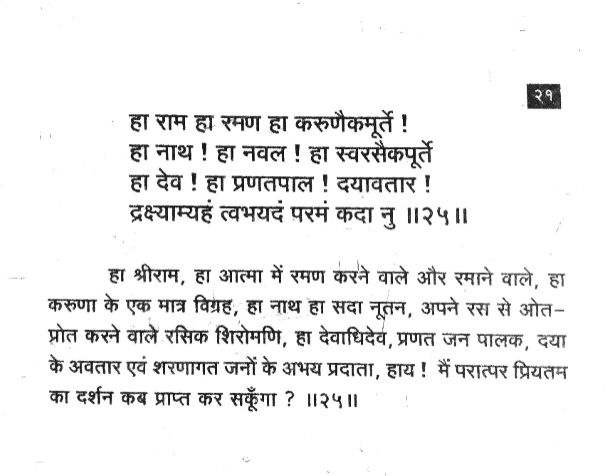 २१
हा राम हा रमण हा करुणैकमूर्ते !
हा नाथ ! हा नवल ! हा स्वरसैकपूर्ते
हा देव ! हा प्रणतपाल ! दयावतार !
द्रक्ष्याम्यहं त्वभयदं परमं कदा नु ॥२५॥
हा श्रीराम, हा आत्मा में रमण करने वाले और रमाने वाले, हा
करुणा के एक मात्र विग्रह, हा नाथ हा सदा नूतन, अपने रस से ओत-
प्रोत करने वाले रसिक शिरोमणि, हा देवाधिदेव, प्रणत जन पालक, दया
के अवतार एवं शरणागत जनों के अभय प्रदाता, हाय ! मैं परात्पर प्रियतम
का दर्शन कब प्राप्त कर सकूँगा ? ॥२५॥